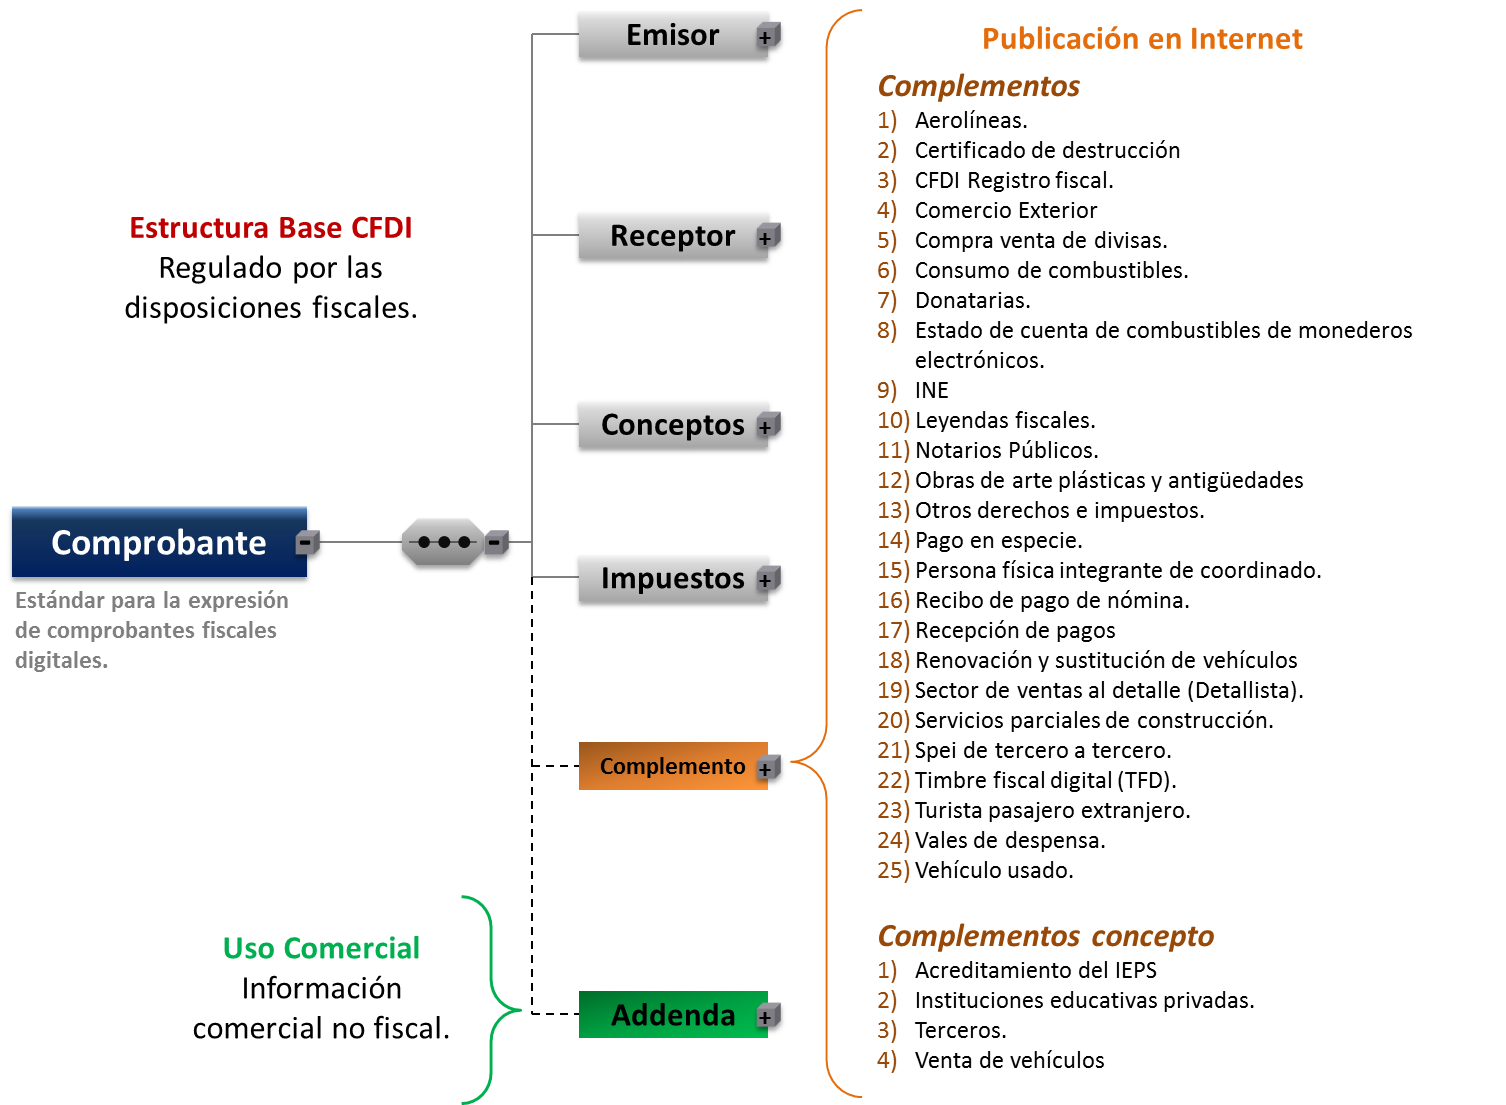 Estructura Base CFDI
Regulado por las
disposiciones fiscales.
Comprobante
Estándar para la expresión
de comprobantes fiscales
digitales.
Emisor
Receptor
Conceptos
Impuestos
Complemento
Addenda
Uso Comercial
Información
comercial no fiscal.
Publicación en Internet
Complementos
1) Aerolíneas.
2) Certificado de destrucción
3) CFDI Registro fiscal.
4) Comercio Exterior
5) Compra venta de divisas.
6) Consumo de combustibles.
7) Donatarias.
8) Estado de cuenta de combustibles de monederos
electrónicos.
9) INE
10) Leyendas fiscales.
11) Notarios Públicos.
12) Obras de arte plásticas y antigüedades
13) Otros derechos e impuestos.
14) Pago en especie.
15) Persona física integrante de coordinado.
16) Recibo de pago de nómina.
17) Recepción de pagos
18) Renovación y sustitución de vehículos
19) Sector de ventas al detalle (Detallista).
20) Servicios parciales de construcción.
21) Spei de tercero a tercero.
22) Timbre fiscal digital (TFD).
23) Turista pasajero extranjero.
24) Vales de despensa.
25) Vehículo usado.
Complementos concepto
1) Acreditamiento del IEPS
2) Instituciones educativas privadas.
3) Terceros.
4) Venta de vehículos